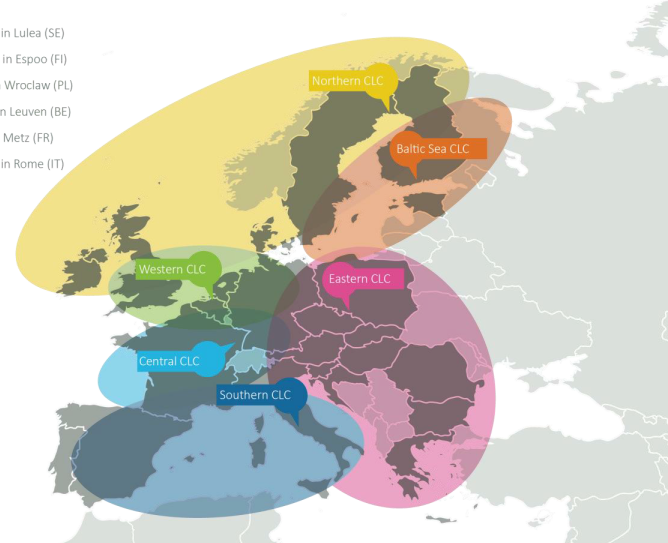 in Lulea (SE)
in Espoo (FI)
Wroclaw (PL)
n Leuven (BE)
Metz (FR)
in Rome (IT)
Northern CLC
Baltic Sea CLC
Western CLC
Eastern CLC
Central CLC
Southern CLC